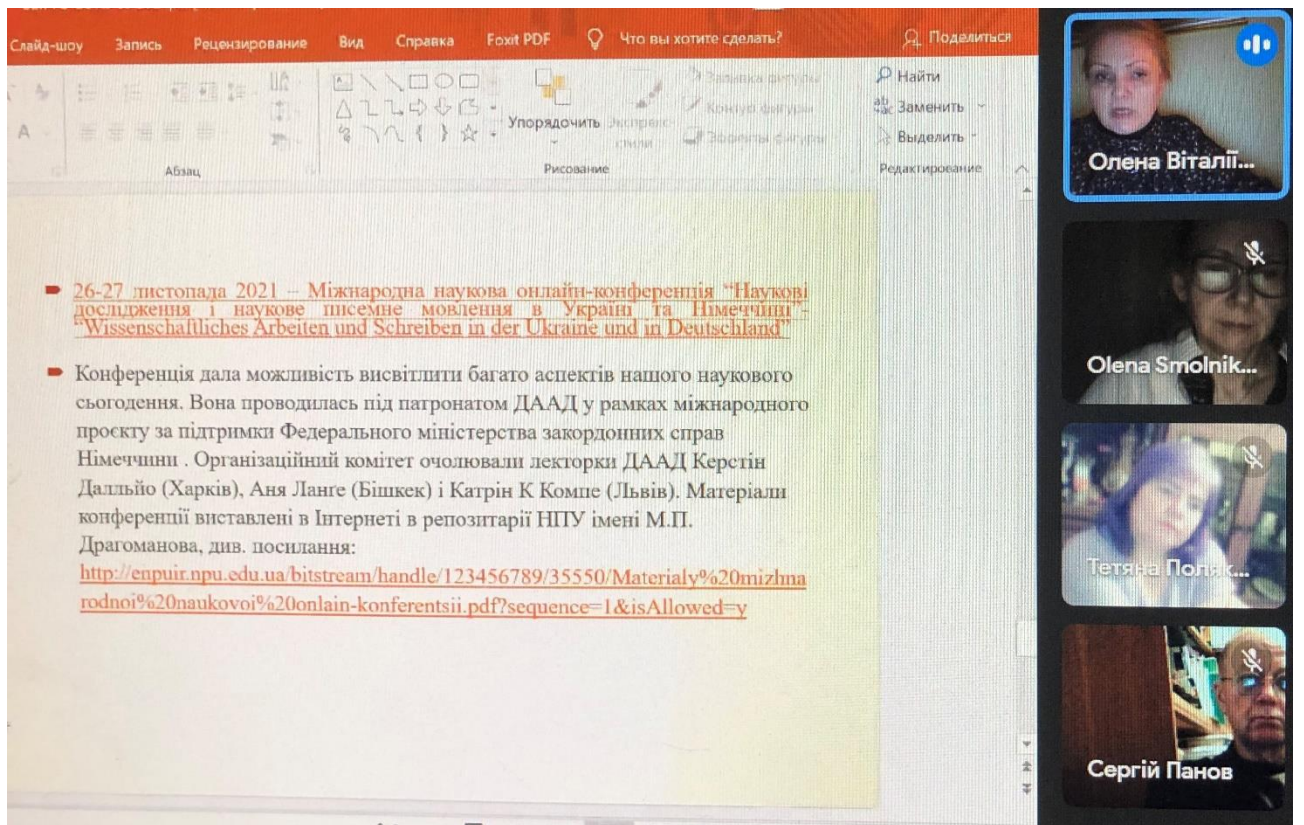 Слайд-шоу Запись Рецензирование Вид Справка Foxit PDF Что вы хотите сделать? Поделиться
Найти
Заменить
Выделить
Упорядочить
Заливка фигуры
Контур фигуры
Эффекты фигуры
Абзац Рисование Редактирование
26-27 листопада 2021 – Міжнародна наукова онлайн-конференція “Наукові
дослідження і наукове писемне мовлення в Україні та Німеччині”-
“Wissenschaftliches Arbeiten und Schreiben in der Ukraine und in Deutschland”
Конференція дала можливість висвітлити багато аспектів нашого наукового
сьогодення. Вона проводилась під патронатом ДААД у рамках міжнародного
проєкту за підтримки Федерального міністерства закордонних справ
Німеччини . Організаційний комітет очолювали лекторки ДААД Керстін
Далльйо (Харків), Аня Ланге (Бішкек) і Катрін К Компе (Львів). Матеріали
конференції виставлені в Інтернеті в репозитарії НПУ імені М.П.
Драгоманова, див. посилання:
http://enpuir.npu.edu.ua/bitstream/handle/123456789/35550/Materialy%20mizhna
rodnoi%20naukovoi%20onlain-konferentsii.pdf?sequence=1&isAllowed=y
Олена Віталії...
Olena Smolnik...
Тетяна Поляк...
Сергій Панов